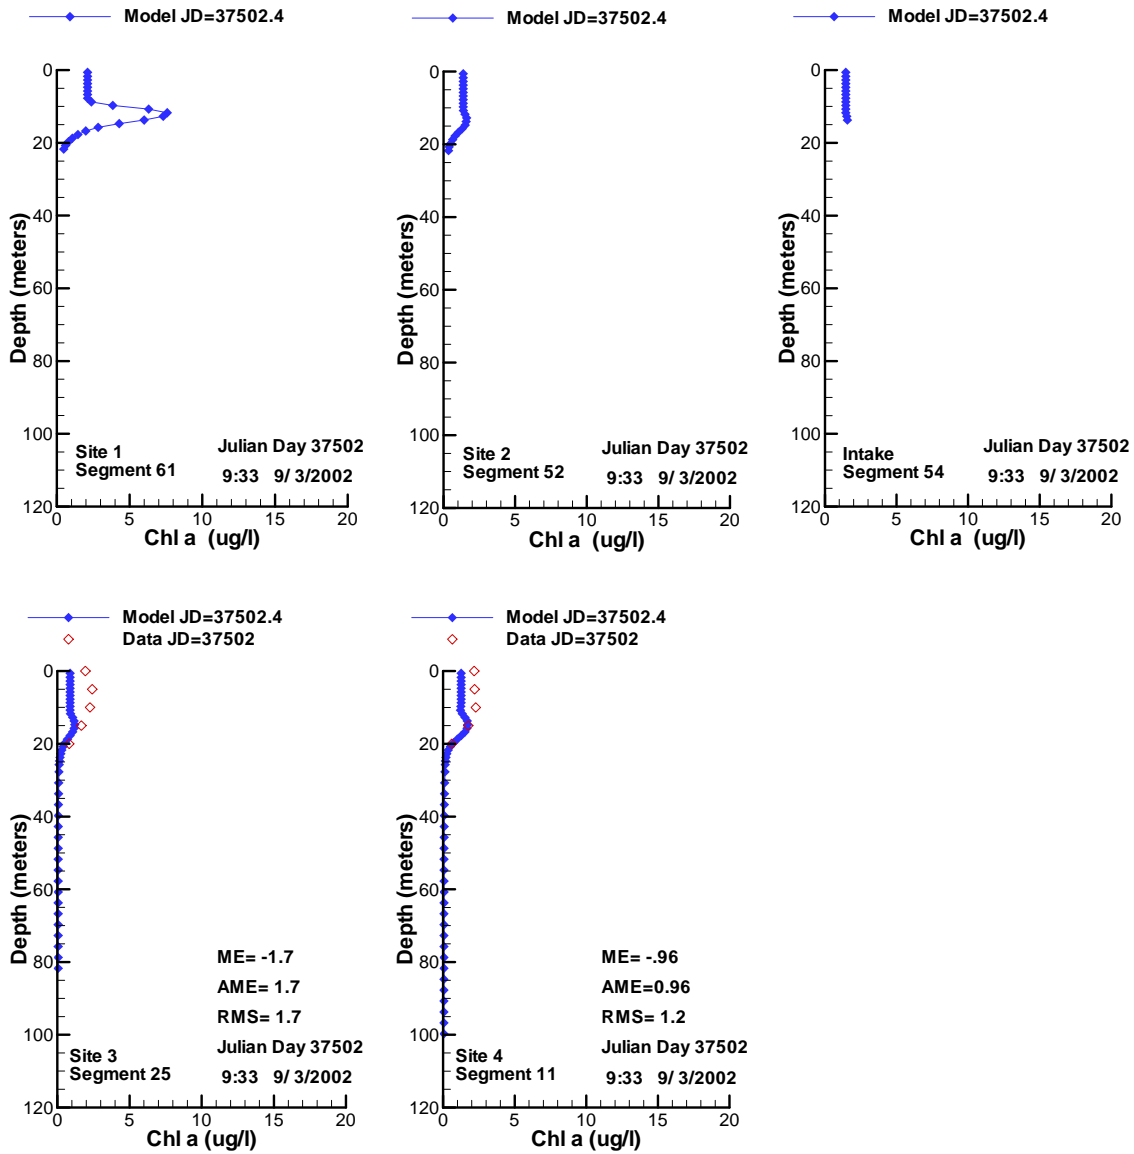 Model JD=37502.4
0
20
40
60
80
100
120
Depth (meters)
Site 1
Segment 61
Julian Day 37502
9:33 9/ 3/2002
0 5 10 15 20
Chl a (ug/l)
Model JD=37502.4
0
20
40
60
80
100
120
Depth (meters)
Site 2
Segment 52
Julian Day 37502
9:33 9/ 3/2002
0 5 10 15 20
Chl a (ug/l)
Model JD=37502.4
0
20
40
60
80
100
120
Depth (meters)
Intake
Segment 54
Julian Day 37502
9:33 9/ 3/2002
0 5 10 15 20
Chl a (ug/l)
Model JD=37502.4
Data JD=37502
0
20
40
60
80
100
120
Depth (meters)
ME= -1.7
AME= 1.7
RMS= 1.7
Site 3
Segment 25
Julian Day 37502
9:33 9/ 3/2002
0 5 10 15 20
Chl a (ug/l)
Model JD=37502.4
Data JD=37502
0
20
40
60
80
100
120
Depth (meters)
ME= -.96
AME=0.96
RMS= 1.2
Site 4
Segment 11
Julian Day 37502
9:33 9/ 3/2002
0 5 10 15 20
Chl a (ug/l)